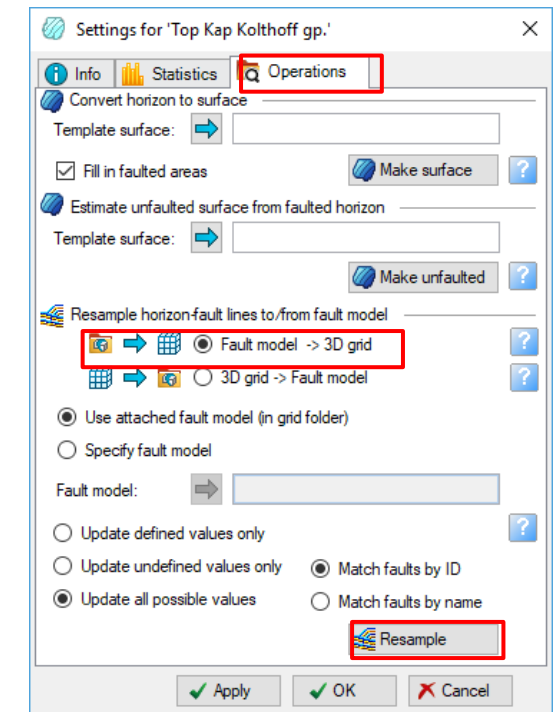 Settings for 'Top Kap Kolthoff gp.'
Info Statistics Operations
Convert horizon to surface
Template surface:
Fill in faulted areas Make surface ?
Estimate unfaulted surface from faulted horizon
Template surface:
Make unfaulted ?
Resample horizon-fault lines to/from fault model
Fault model -> 3D grid ?
3D grid -> Fault model ?
Use attached fault model (in grid folder)
Specify fault model
Fault model:
Update defined values only ?
Update undefined values only Match faults by ID
Update all possible values Match faults by name
Resample
Apply OK Cancel